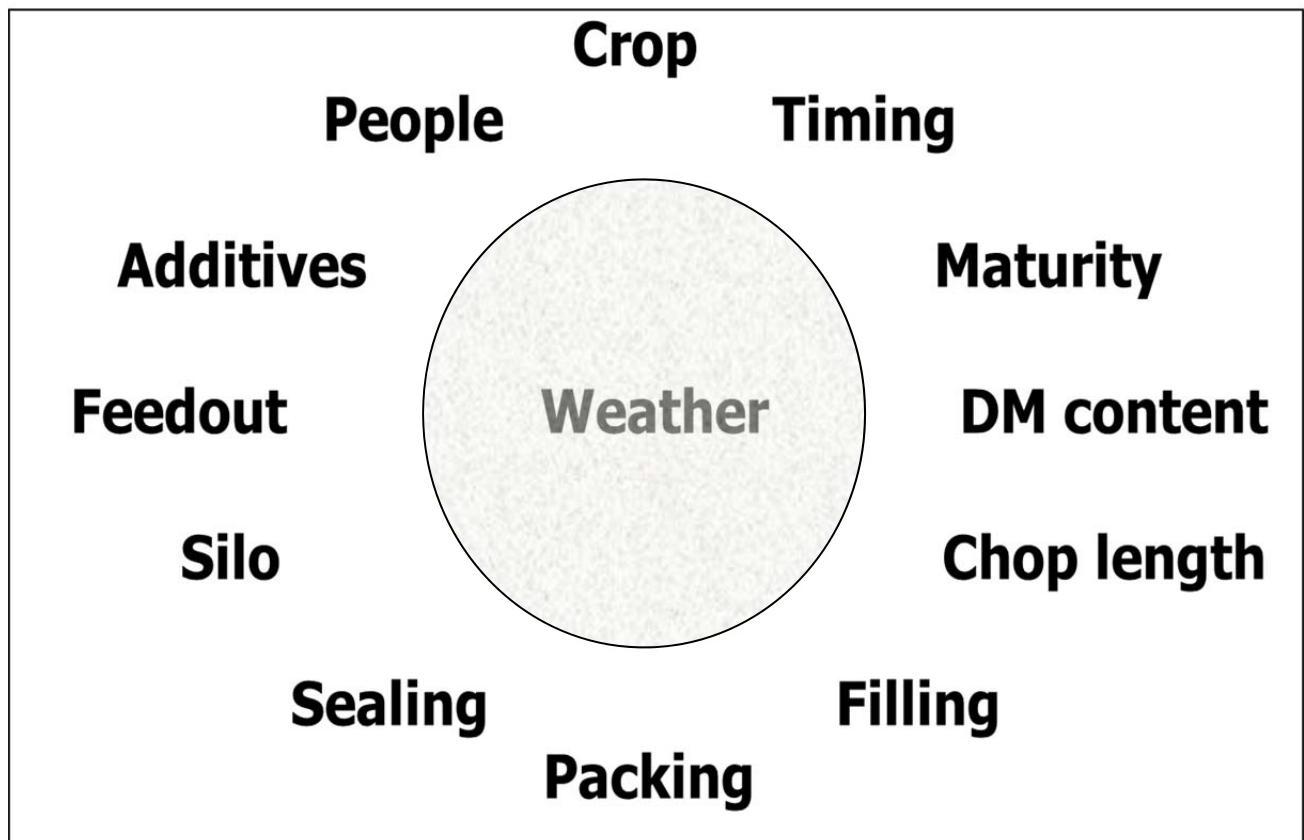 Crop
People Timing
Additives Maturity
Feedout Weather DM content
Silo Chop length
Sealing Filling
Packing